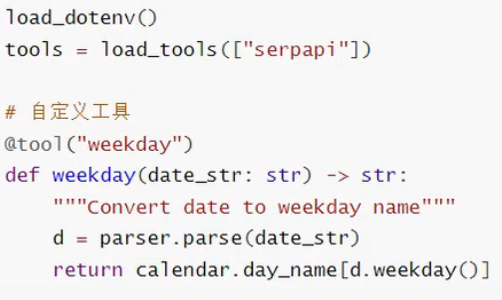 load_dotenv()
tools = load_tools(["serpapi"])
# 自定义工具
@tool("weekday")
def weekday(date_str: str) -> str:
    """Convert date to weekday name"""
    d = parser.parse(date_str)
    return calendar.day_name[d.weekday()]